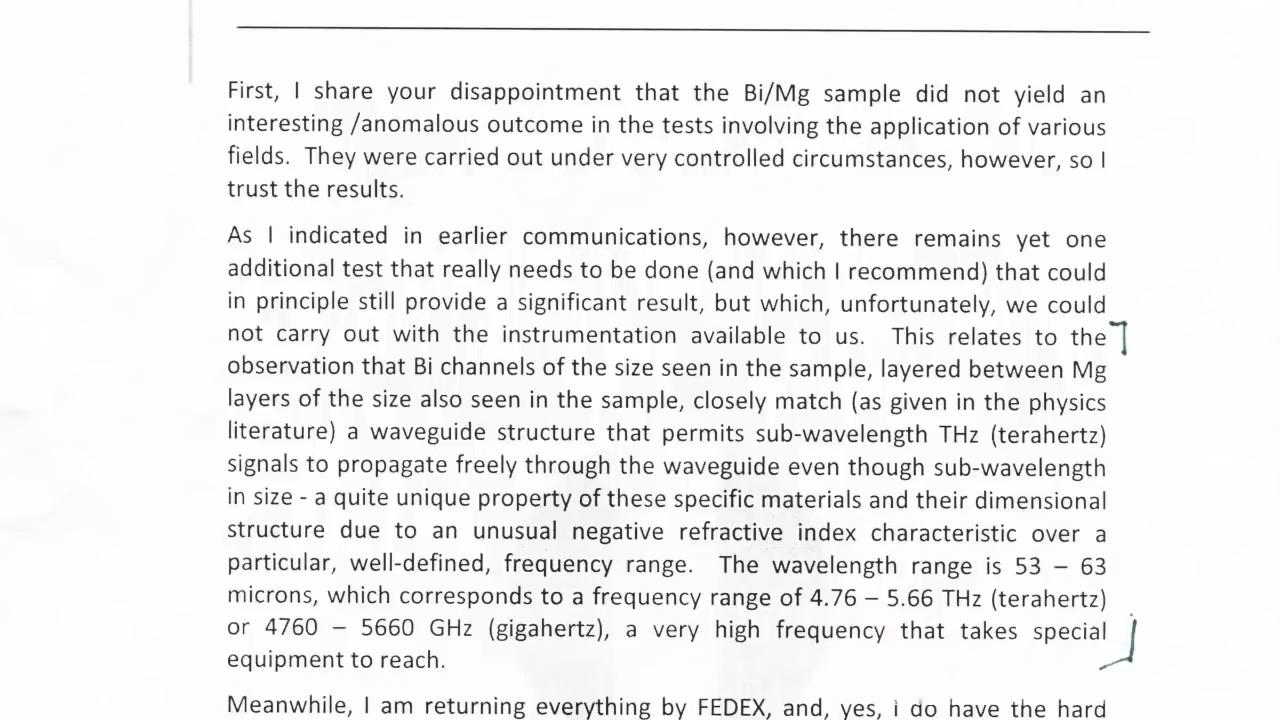 First, I share your disappointment that the Bi/Mg sample did not yield an
interesting /anomalous outcome in the tests involving the application of various
fields. They were carried out under very controlled circumstances, however, so I
trust the results.
As I indicated in earlier communications, however, there remains yet one
additional test that really needs to be done (and which I recommend) that could
in principle still provide a significant result, but which, unfortunately, we could
not carry out with the instrumentation available to us. This relates to the
observation that Bi channels of the size seen in the sample, layered between Mg
layers of the size also seen in the sample, closely match (as given in the physics
literature) a waveguide structure that permits sub-wavelength THz (terahertz)
signals to propagate freely through the waveguide even though sub-wavelength
in size - a quite unique property of these specific materials and their dimensional
structure due to an unusual negative refractive index characteristic over a
particular, well-defined, frequency range. The wavelength range is 53 – 63
microns, which corresponds to a frequency range of 4.76 – 5.66 THz (terahertz)
or 4760 – 5660 GHz (gigahertz), a very high frequency that takes special
equipment to reach.
Meanwhile, I am returning everything by FEDEX, and, yes, i do have the hard